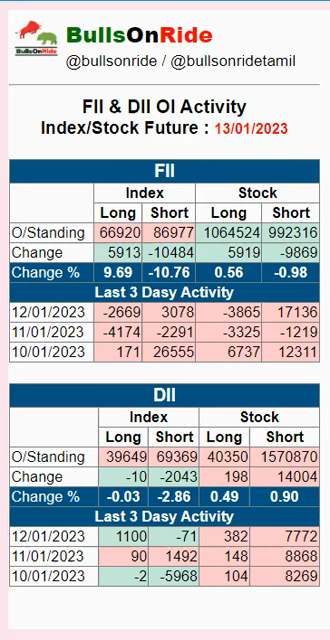 BullsOnRide
BullsOnRide
@bullsonride / @bullsonridetamil
FII & DII OI Activity
Index/Stock Future : 13/01/2023
FII
Index Stock
Long Short Long Short
O/Standing 66920 86977 1064524 992316
Change 5913 -10484 5919 -9869
Change % 9.69 -10.76 0.56 -0.98
Last 3 Dasy Activity
12/01/2023 -2669 3078 -3865 17136
11/01/2023 -4174 -2291 -3325 -1219
10/01/2023 171 26555 6737 12311
DII
Index Stock
Long Short Long Short
O/Standing 39649 69369 40350 1570870
Change -10 -2043 198 14004
Change % -0.03 -2.86 0.49 0.90
Last 3 Dasy Activity
12/01/2023 1100 -71 382 7772
11/01/2023 90 1492 148 8868
10/01/2023 -2 -5968 104 8269